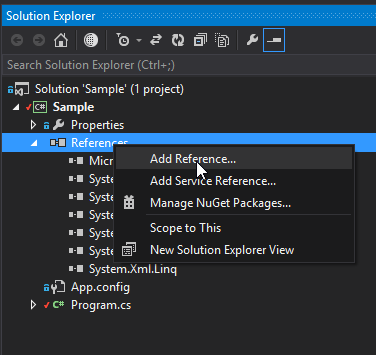 Solution Explorer
Search Solution Explorer (Ctrl+;)
Solution 'Sample' (1 project)
C# Sample
Properties
References
Add Reference...
Micr
Syste
Add Service Reference...
Syste
Manage NuGet Packages...
Syste
Scope to This
Syste
New Solution Explorer View
System.Xml.Linq
App.config
C# Program.cs